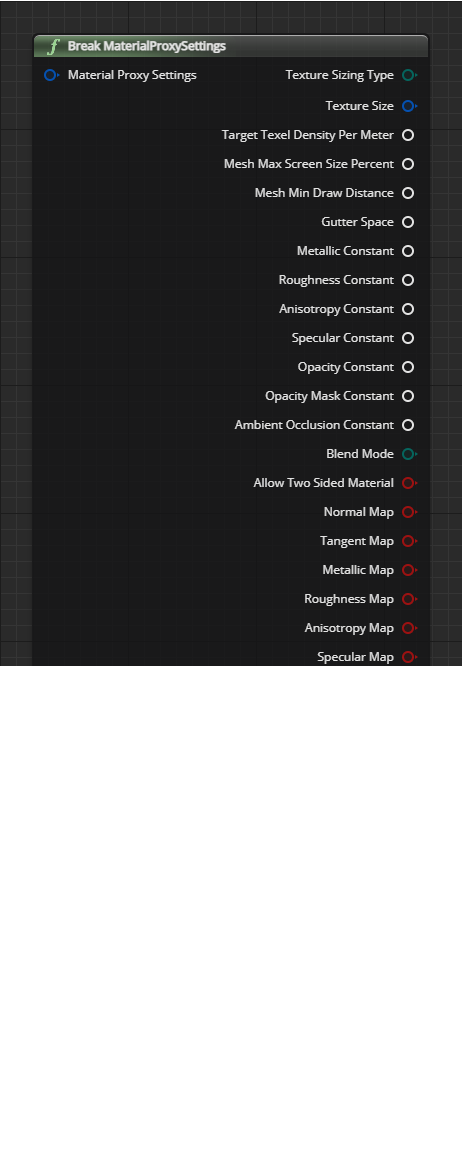 f Break MaterialProxySettings
Material Proxy Settings Texture Sizing Type
Texture Size
Target Texel Density Per Meter
Mesh Max Screen Size Percent
Mesh Min Draw Distance
Gutter Space
Metallic Constant
Roughness Constant
Anisotropy Constant
Specular Constant
Opacity Constant
Opacity Mask Constant
Ambient Occlusion Constant
Blend Mode
Allow Two Sided Material
Normal Map
Tangent Map
Metallic Map
Roughness Map
Anisotropy Map
Specular Map